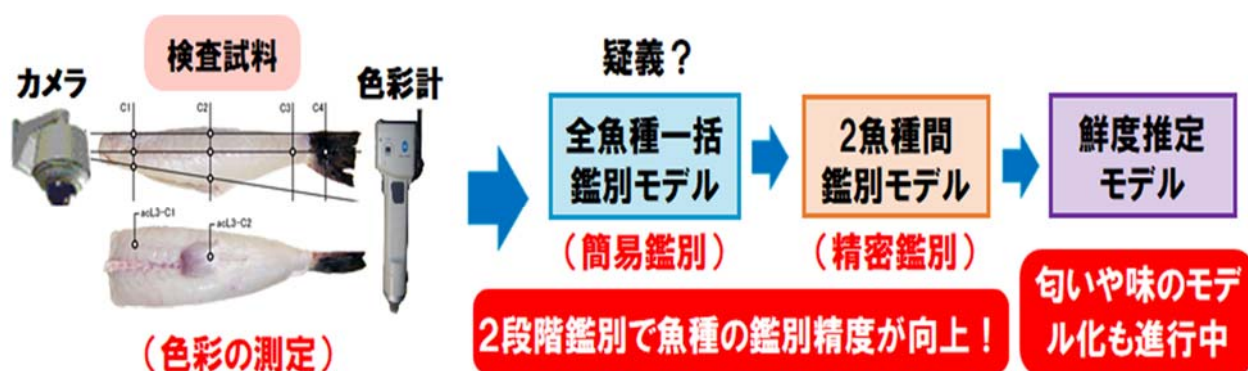 検査試料
カメラ
色彩計
C1
C2
C3
C4
acL3-C1
acL3-C2
(色彩の測定)
疑義？
全魚種一括
鑑別モデル
(簡易鑑別)
2魚種間
鑑別モデル
(精密鑑別)
鮮度推定
モデル
2段階鑑別で魚種の鑑別精度が向上！
匂いや味のモデ
ル化も進行中